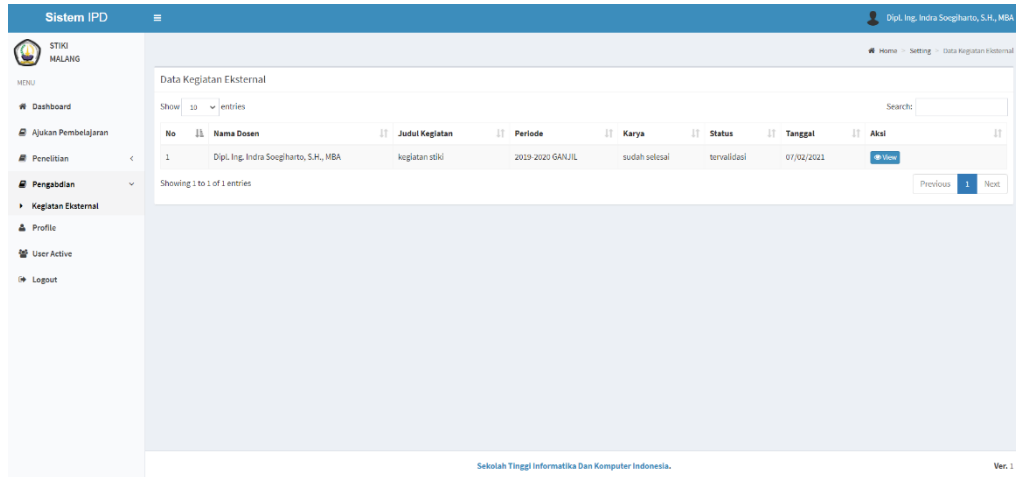 Sistem IPD
Dipl. Ing. Indra Soegiharto, S.H., MBA
STIKI
MALANG
Home > Setting > Data Kegiatan Eksternal
MENU
Dashboard
Ajukan Pembelajaran
Penelitian
Pengabdian
Kegiatan Eksternal
Profile
User Active
Logout
Data Kegiatan Eksternal
Show 10 entries
Search:
No Nama Dosen Judul Kegiatan Periode Karya Status Tanggal Aksi
1 Dipl. Ing. Indra Soegiharto, S.H., MBA kegiatan stiki 2019-2020 GANJIL sudah selesai tervalidasi 07/02/2021 View
Showing 1 to 1 of 1 entries
Previous 1 Next
Sekolah Tinggi Informatika Dan Komputer Indonesia.
Ver. 1